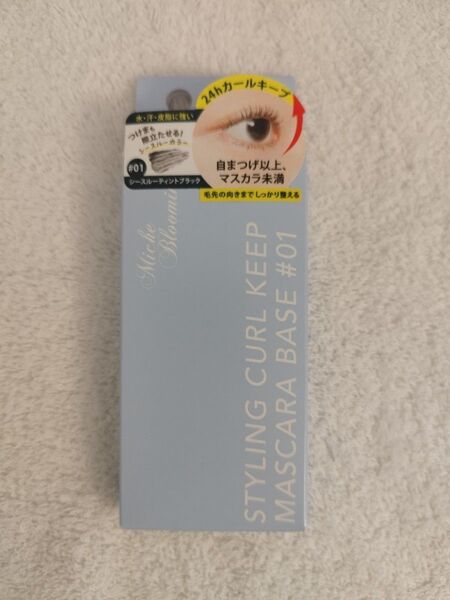 24hカールキープ
水・汗・皮脂に強い
つけまも
際立たせる!
シースルーカラー
#01
シースルーティントブラック
自まつげ以上、
マスカラ未満
毛先の向きまでしっかり整える
Miche
Bloomin'
STYLING CURL KEEP
MASCARA BASE #01